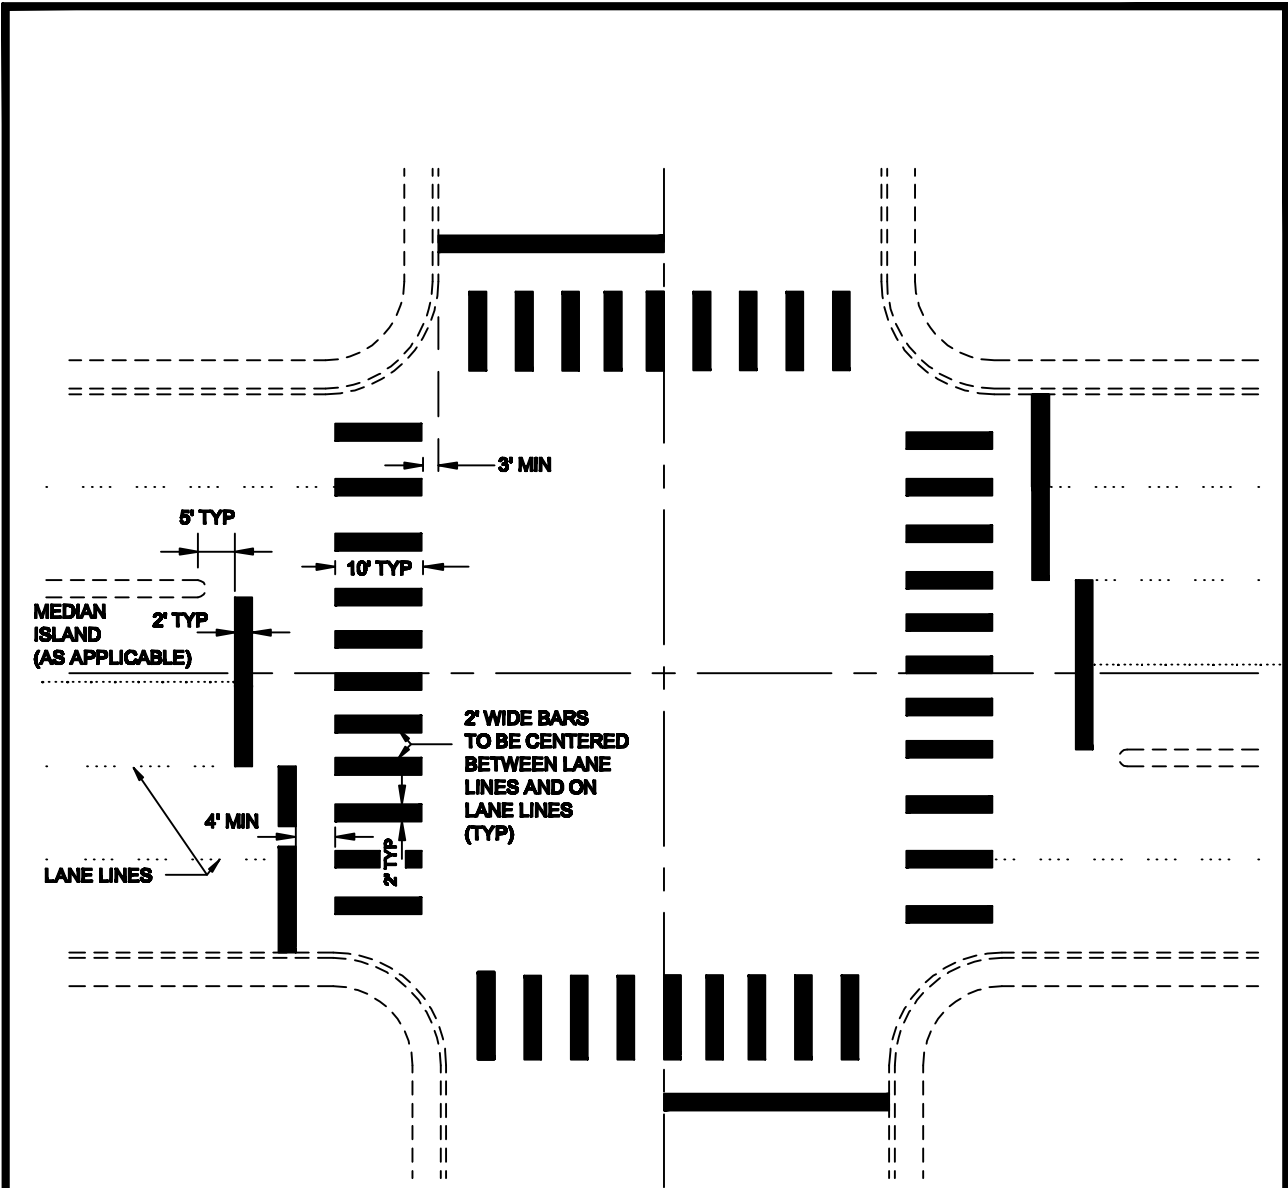 3' MIN
5' TYP
10' TYP
MEDIAN
ISLAND
(AS APPLICABLE)
2' TYP
2' WIDE BARS
TO BE CENTERED
BETWEEN LANE
LINES AND ON
LANE LINES
(TYP)
4' MIN
2' TYP
LANE LINES